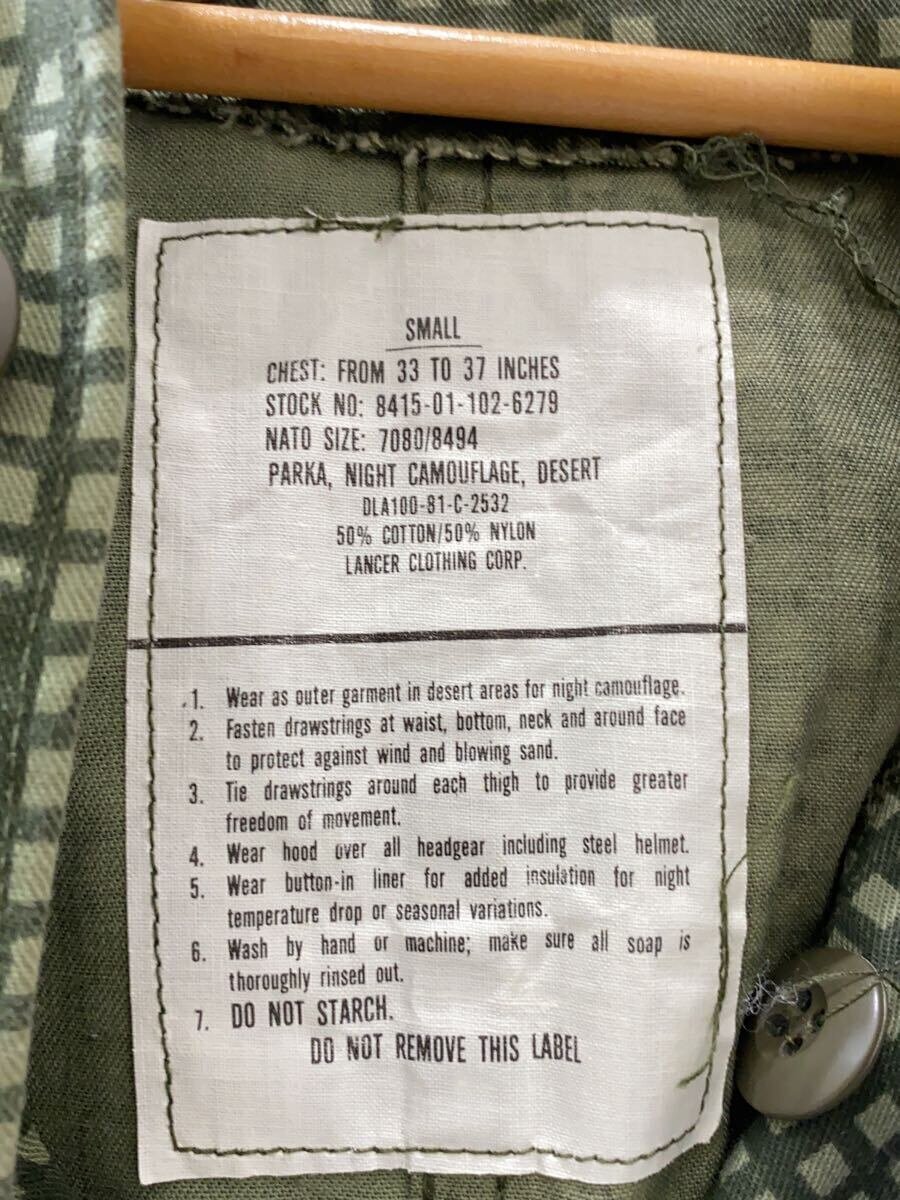 SMALL
CHEST: FROM 33 TO 37 INCHES
STOCK NO: 8415-01-102-6279
NATO SIZE: 7080/8494
PARKA, NIGHT CAMOUFLAGE, DESERT
DLA100-81-C-2532
50% COTTON/50% NYLON
LANCER CLOTHING CORP.
1. Wear as outer garment in desert areas for night camouflage.
2. Fasten drawstrings at waist, bottom, neck and around face
to protect against wind and blowing sand.
3. Tie drawstrings around each thigh to provide greater
freedom of movement.
4. Wear hood over all headgear including steel helmet.
5. Wear button-in liner for added insulation for night
temperature drop or seasonal variations.
6. Wash by hand or machine; make sure all soap is
thoroughly rinsed out.
7. DO NOT STARCH.
DO NOT REMOVE THIS LABEL